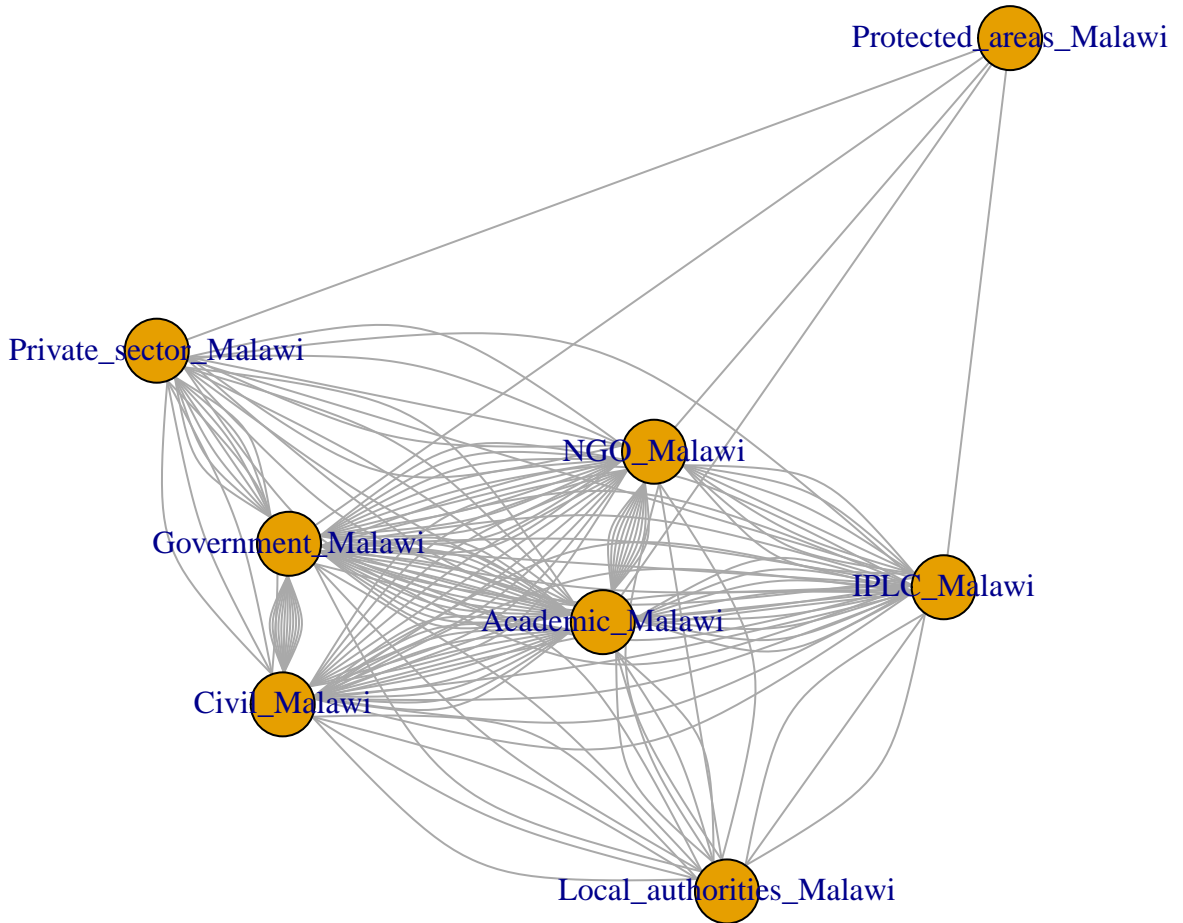 Protected_areas_Malawi
Private_sector_Malawi
NGO_Malawi
Government_Malawi
IPLC_Malawi
Academic_Malawi
Civil_Malawi
Local_authorities_Malawi